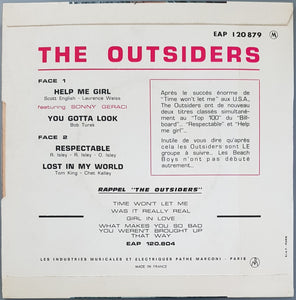 EAP 120 879 M
THE OUTSIDERS
FACE 1
HELP ME GIRL
Scott English - Laurence Weiss
featuring SONNY GERACI
YOU GOTTA LOOK
Bob Turek
FACE 2
RESPECTABLE
R. Isley - R. Isley - O. Isley
LOST IN MY WORLD
Tom King - Chet Kelley
Après le succès énorme de
"Time won't let me" aux U.S.A.,
The Outsiders ont de nouveau
deux titres classés simultané-
ment au "Top 100" du "Bill-
board"... "Respectable" et "Help
me girl"...
Inutile de vous dire qu'après
cela les Outsiders sont LE
groupe à suivre... Les Beach
Boys n'ont pas débuté
autrement...
RAPPEL "THE OUTSIDERS"
TIME WON'T LET ME
WAS IT REALLY REAL
GIRL IN LOVE
WHAT MAKES YOU SO BAD
YOU WEREN'T BROUGHT UP
THAT WAY
EAP 120.804
LES INDUSTRIES MUSICALES ET ELECTRIQUES PATHE MARCONI - PARIS
MADE IN FRANCE